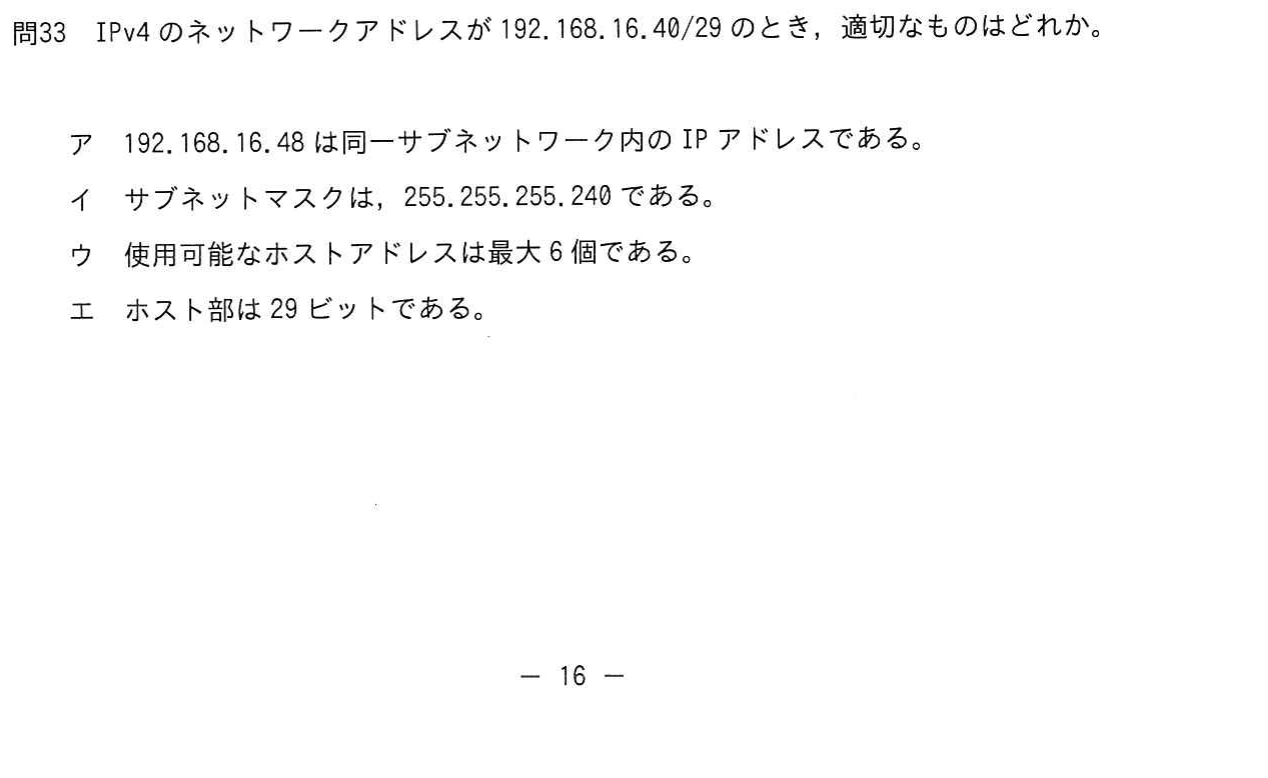 問33 IPv4 のネットワークアドレスが 192.168.16.40/29 のとき，適切なものはどれか。
ア 192.168.16.48 は同一サブネットワーク内の IP アドレスである。
イ サブネットマスクは，255.255.255.240 である。
ウ 使用可能なホストアドレスは最大 6 個である。
エ ホスト部は 29 ビットである。
－ 16 －